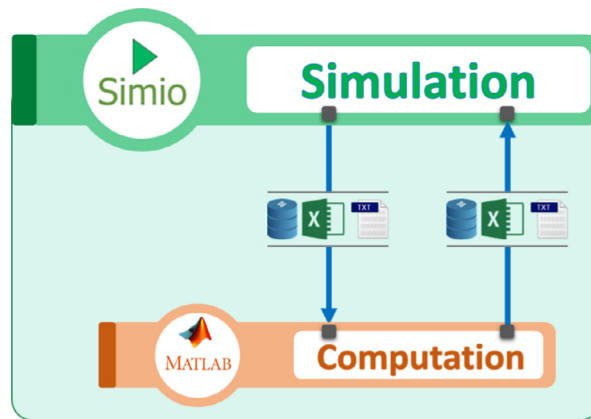 Simio
Simulation
X TXT X TXT
MATLAB
Computation